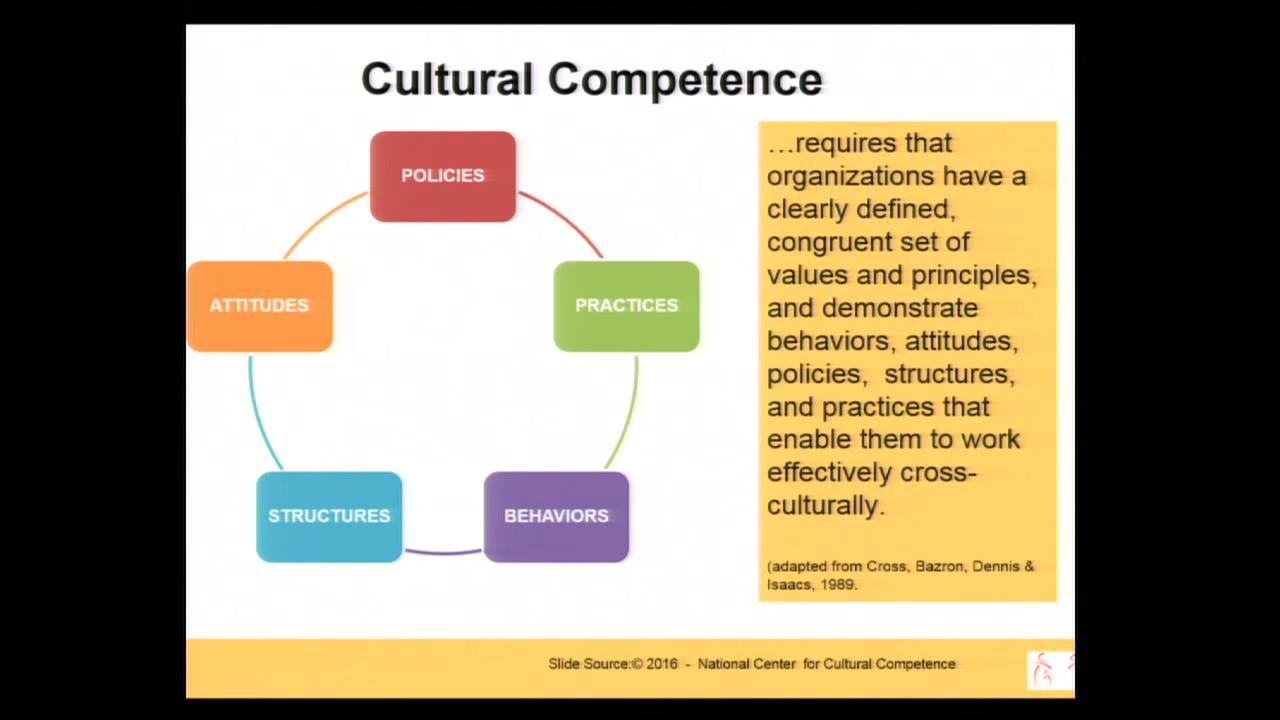 Cultural Competence
POLICIES
ATTITUDES
PRACTICES
STRUCTURES
BEHAVIORS
…requires that
organizations have a
clearly defined,
congruent set of
values and principles,
and demonstrate
behaviors, attitudes,
policies,  structures,
and practices that
enable them to work
effectively cross-
culturally.
(adapted from Cross, Bazron, Dennis &
Isaacs, 1989.
Slide Source:© 2016  -  National Center  for Cultural Competence